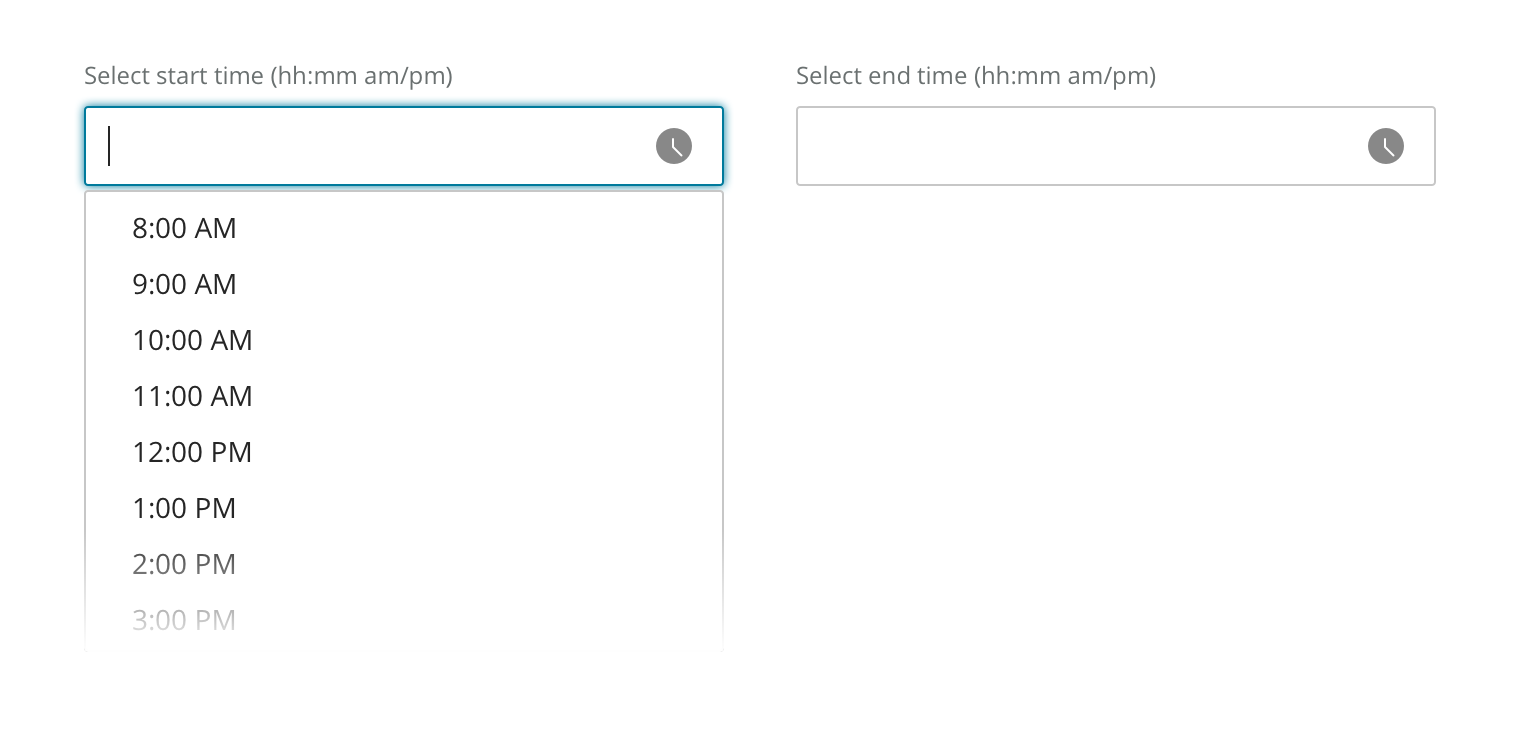 Select start time (hh:mm am/pm)
Select end time (hh:mm am/pm)
8:00 AM
9:00 AM
10:00 AM
11:00 AM
12:00 PM
1:00 PM
2:00 PM
3:00 PM